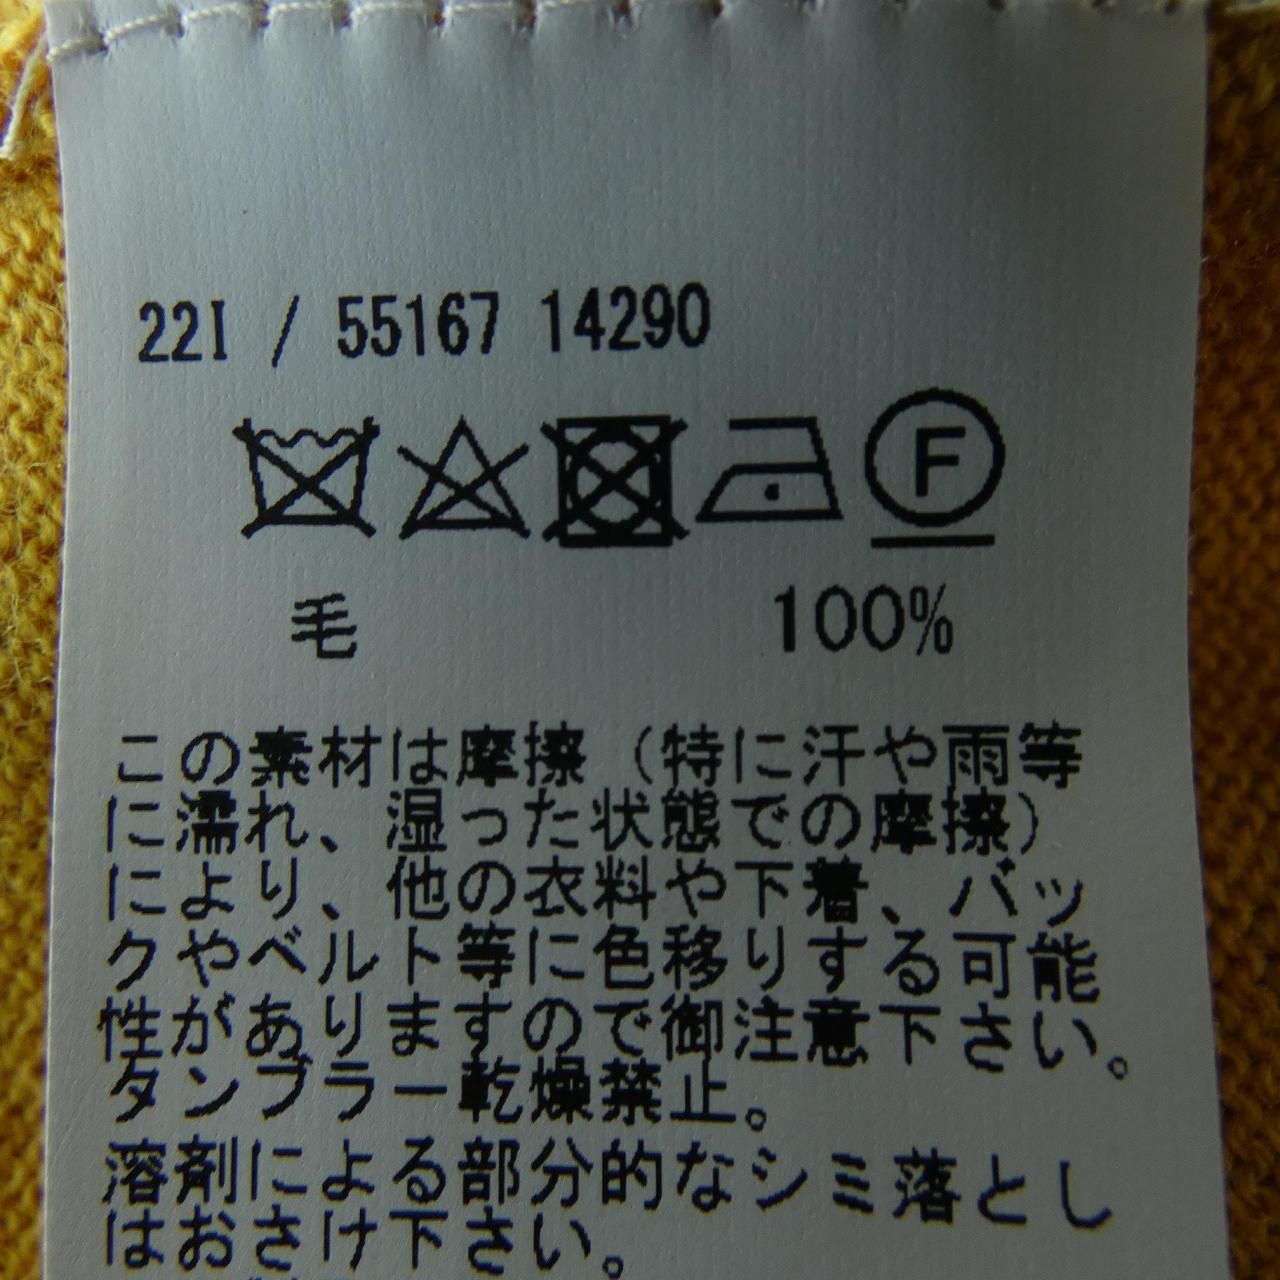 22I / 55167 14290
F
毛 100%
この素材は摩擦（特に汗や雨等
に濡れ、湿った状態での摩擦）
により、他の衣料や下着、バッ
クやベルト等に色移りする可能
性がありますので御注意下さい。
タンブラー乾燥禁止。
溶剤による部分的なシミ落とし
はおさけ下さい。